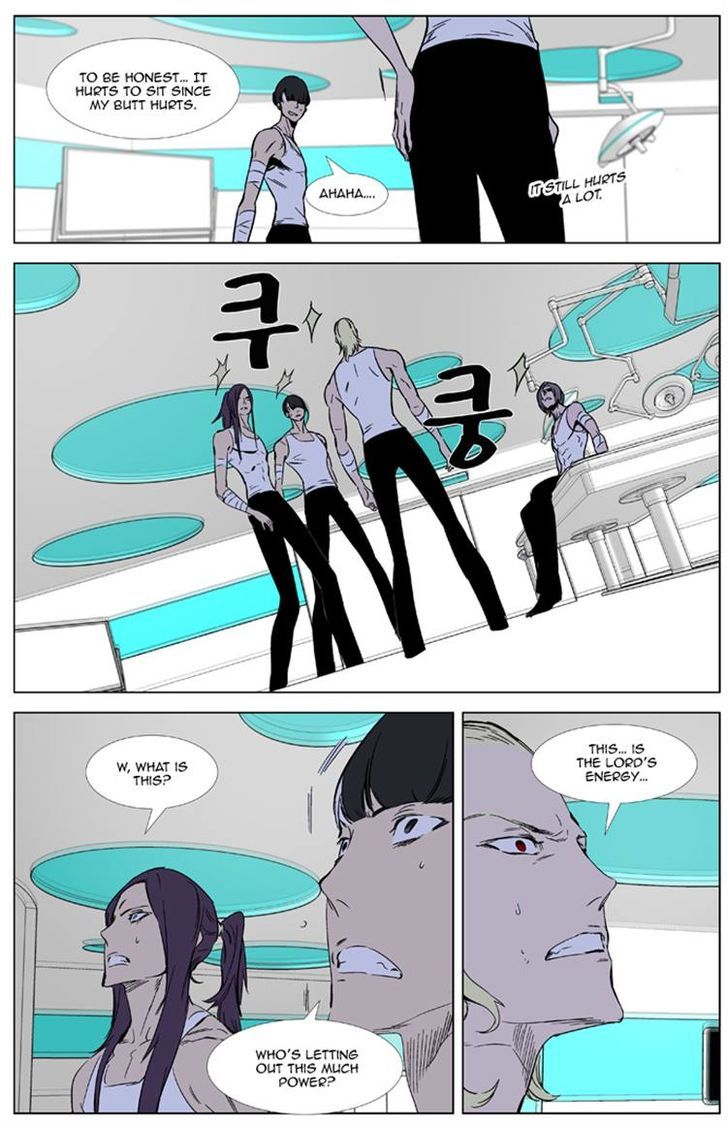 TO BE HONEST... IT
HURTS TO SIT SINCE
MY BUTT HURTS.
AHAHA....
IT STILL HURTS
A LOT.
쿠
쿵
W, WHAT IS
THIS?
THIS... IS
THE LORD'S
ENERGY...
WHO'S LETTING
OUT THIS MUCH
POWER?